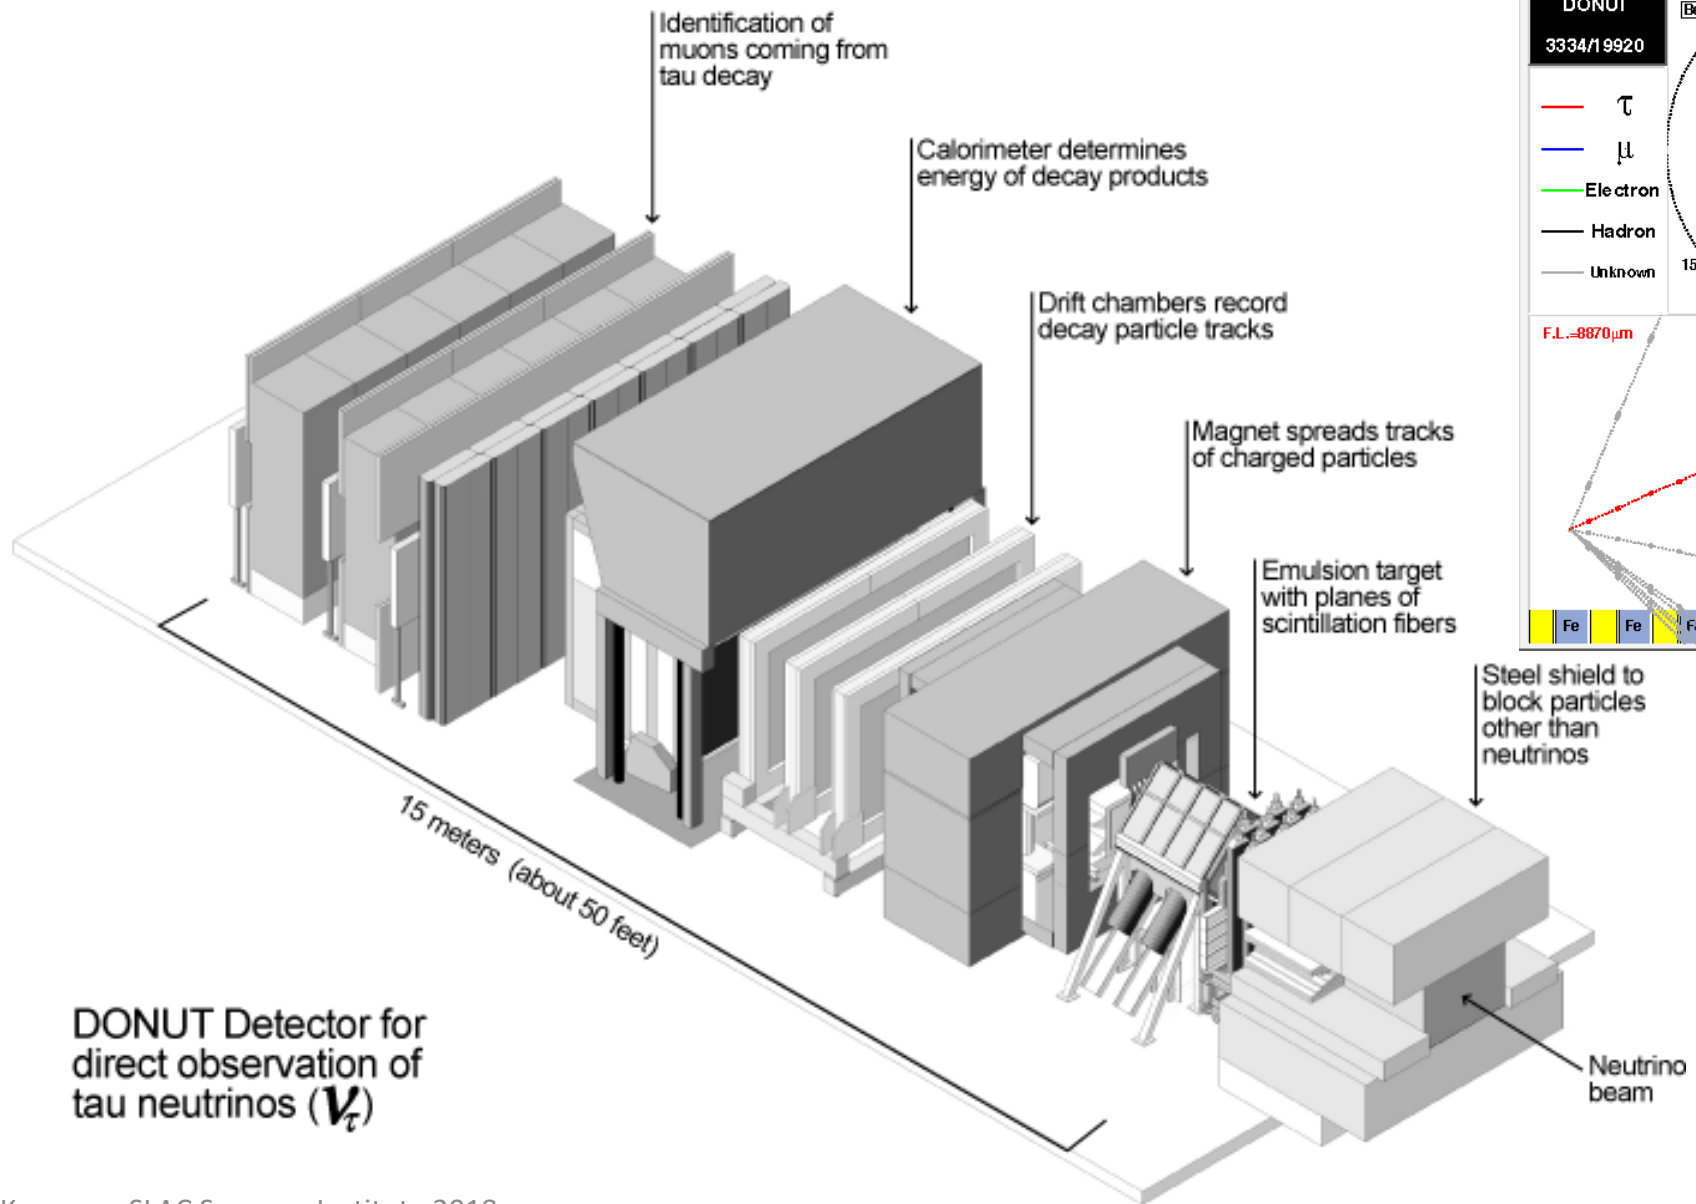 Identification of
muons coming from
tau decay
Calorimeter determines
energy of decay products
Drift chambers record
decay particle tracks
Magnet spreads tracks
of charged particles
Emulsion target
with planes of
scintillation fibers
Steel shield to
block particles
other than
neutrinos
Neutrino
beam
15 meters (about 50 feet)
DONUT Detector for
direct observation of
tau neutrinos (ν_τ)
DONUT
3334/19920
τ
μ
Electron
Hadron
Unknown
15
F.L.=8870μm
Fe
Fe